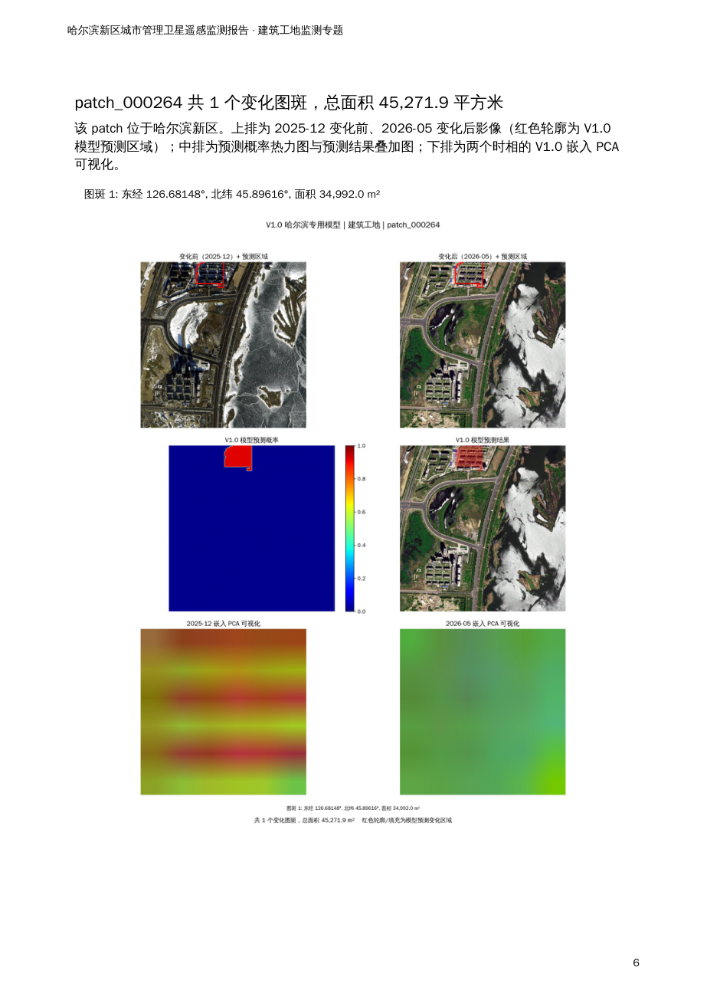 哈尔滨新区城市管理卫星遥感监测报告 · 建筑工地监测专题
patch_000264 共 1 个变化图斑，总面积 45,271.9 平方米
该 patch 位于哈尔滨新区。上排为 2025-12 变化前、2026-05 变化后影像（红色轮廓为 V1.0
模型预测区域）；中排为预测概率热力图与预测结果叠加图；下排为两个时相的 V1.0 嵌入 PCA
可视化。
图斑 1: 东经 126.68148°, 北纬 45.89616°, 面积 34,992.0 m²
V1.0 哈尔滨专用模型 | 建筑工地 | patch_000264
变化前（2025-12）+ 预测区域
变化后（2026-05）+ 预测区域
V1.0 模型预测概率
V1.0 模型预测结果
1.0
0.8
0.6
0.4
0.2
0.0
2025-12 嵌入 PCA 可视化
2026-05 嵌入 PCA 可视化
图斑 1: 东经 126.68148°, 北纬 45.89616°, 面积 34,992.0 m²
共 1 个变化图斑，总面积 45,271.9 m² 红色轮廓/填充为模型预测变化区域
6